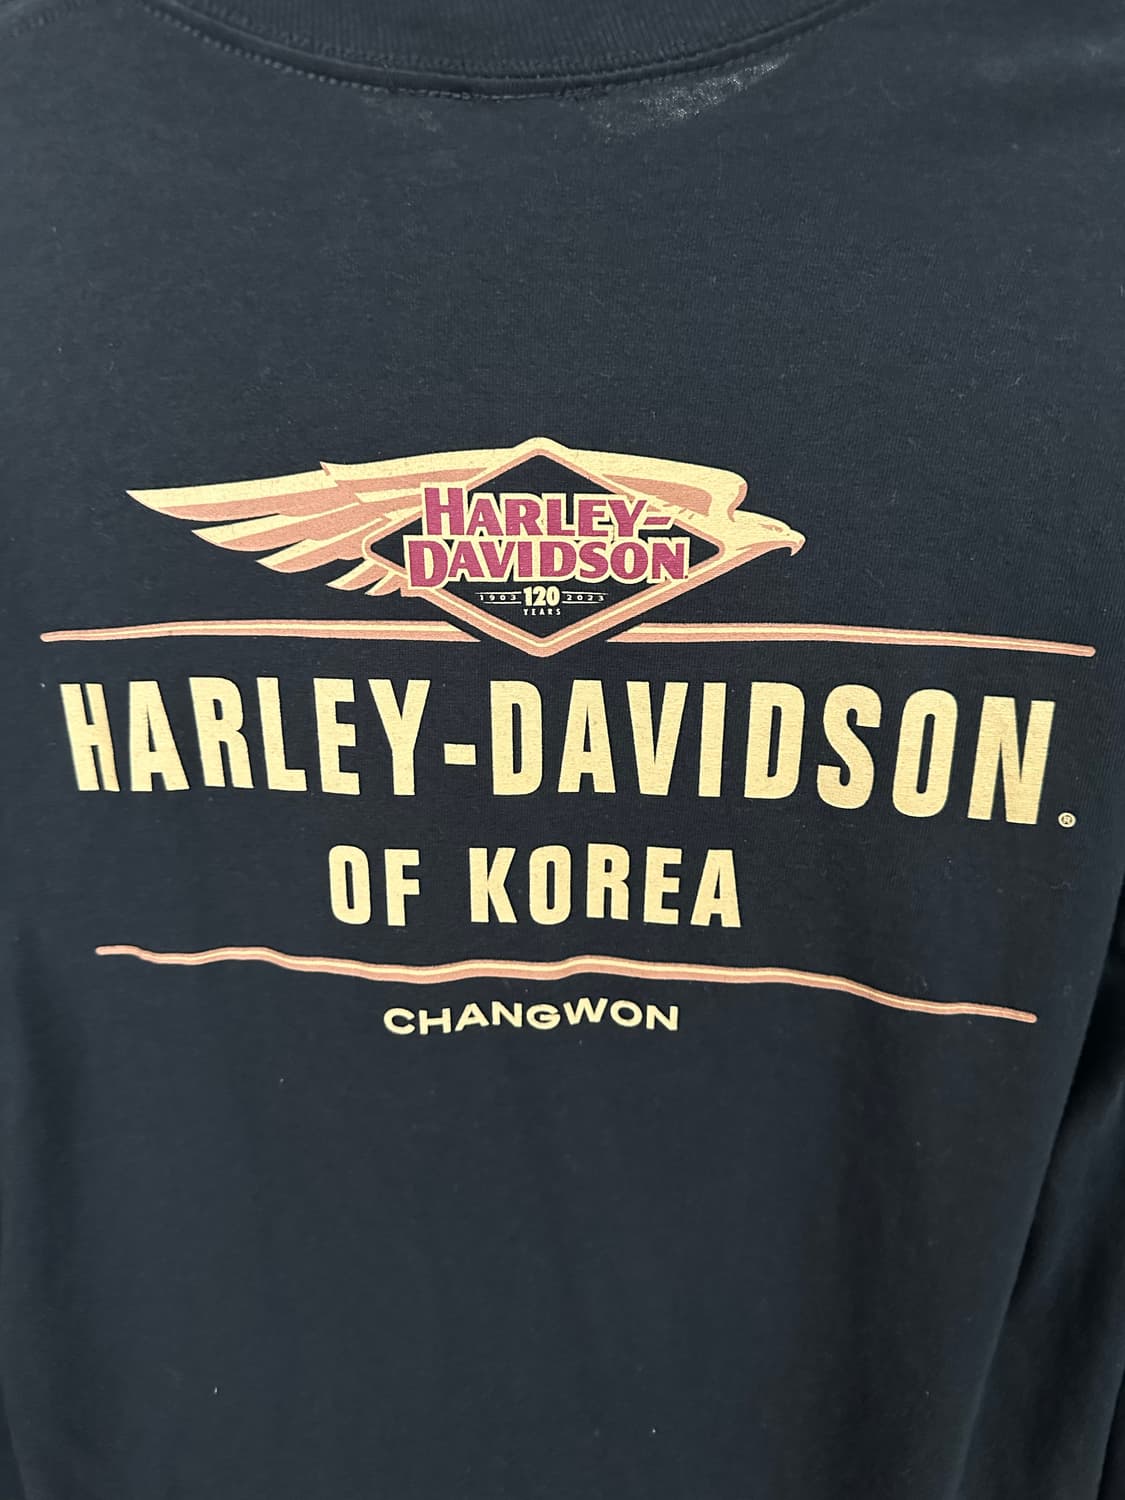 HARLEY-
DAVIDSON
1903 120 2023
YEARS
HARLEY-DAVIDSON®
OF KOREA
CHANGWON